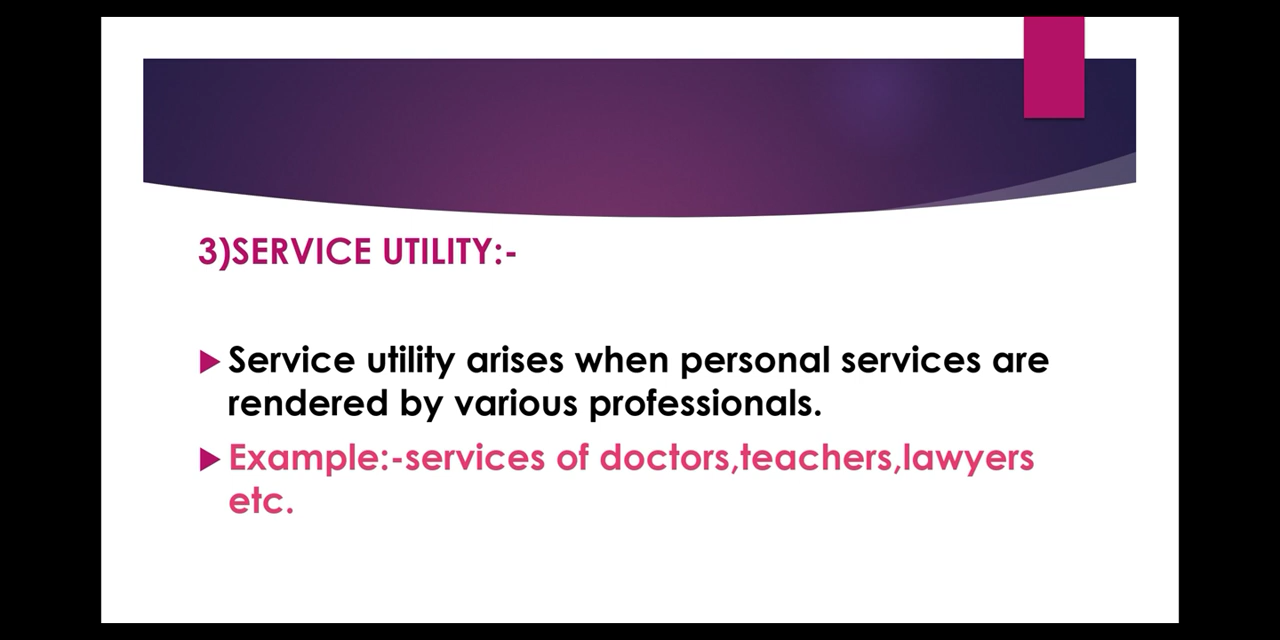 3)SERVICE UTILITY:-
Service utility arises when personal services are
rendered by various professionals.
Example:-services of doctors,teachers,lawyers
etc.